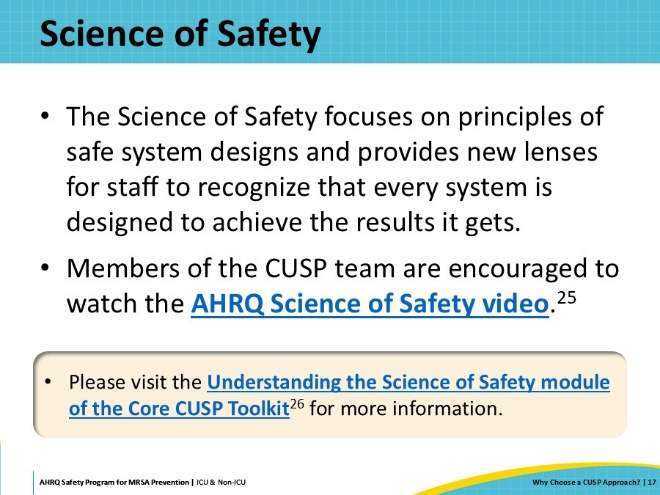 Science of Safety
• The Science of Safety focuses on principles of
safe system designs and provides new lenses
for staff to recognize that every system is
designed to achieve the results it gets.
• Members of the CUSP team are encouraged to
watch the AHRQ Science of Safety video.25
• Please visit the Understanding the Science of Safety module
of the Core CUSP Toolkit26 for more information.
AHRQ Safety Program for MRSA Prevention | ICU & Non-ICU
Why Choose a CUSP Approach? | 17